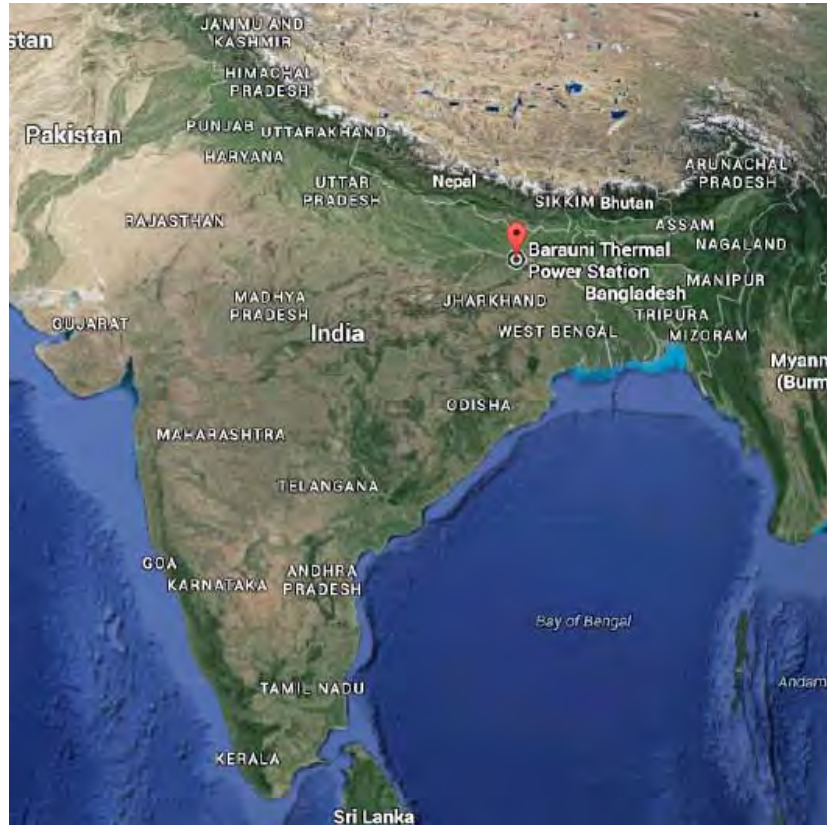 JAMMU AND
KASHMIR
stan
HIMACHAL
PRADESH
Pakistan
PUNJAB
UTTARAKHAND
HARYANA
ARUNACHAL
PRADESH
UTTAR
PRADESH
Nepal
SIKKIM
Bhutan
RAJASTHAN
ASSAM
NAGALAND
Barauni Thermal
Power Station
MANIPUR
Bangladesh
MADHYA
PRADESH
JHARKHAND
TRIPURA
GUJARAT
India
WEST BENGAL
MIZORAM
Myann
(Burm
ODISHA
MAHARASHTRA
TELANGANA
GOA
KARNATAKA
ANDHRA
PRADESH
Bay of Bengal
TAMIL NADU
Andam
KERALA
Sri Lanka